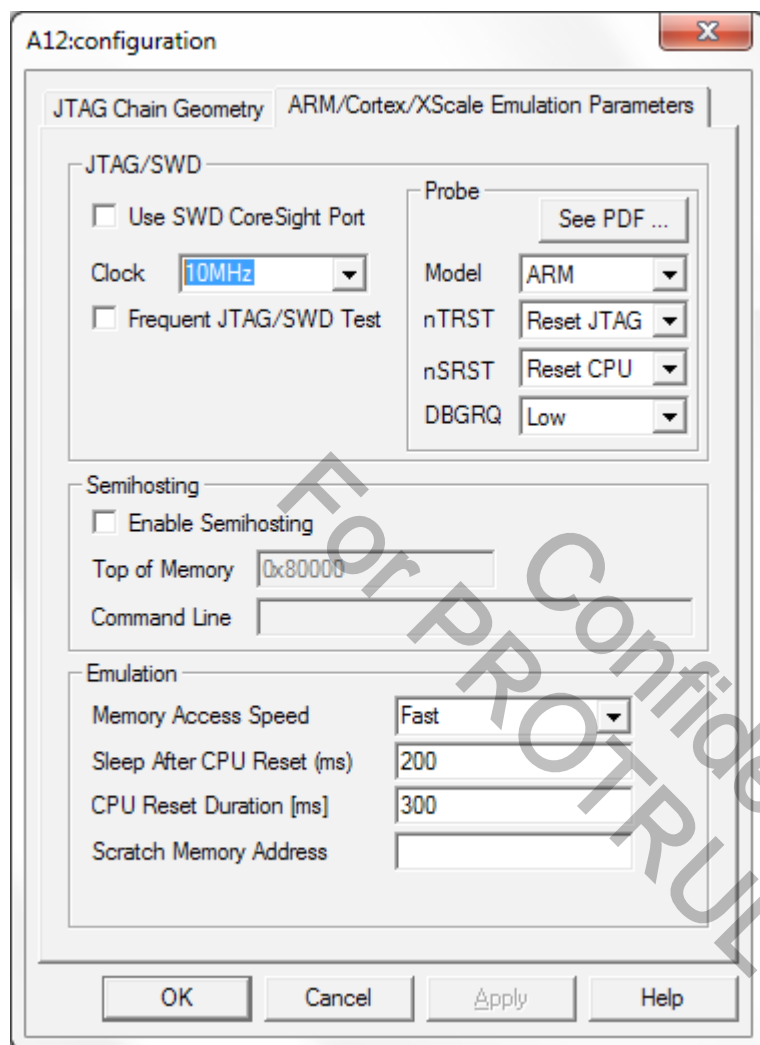 A12:configuration
JTAG Chain Geometry
ARM/Cortex/XScale Emulation Parameters
JTAG/SWD
Use SWD CoreSight Port
Clock 10MHz
Frequent JTAG/SWD Test
Probe
See PDF ...
Model ARM
nTRST Reset JTAG
nSRST Reset CPU
DBGRQ Low
Semihosting
Enable Semihosting
Top of Memory 0x80000
Command Line
Emulation
Memory Access Speed Fast
Sleep After CPU Reset (ms) 200
CPU Reset Duration [ms] 300
Scratch Memory Address
OK Cancel Apply Help
For PROTRUL